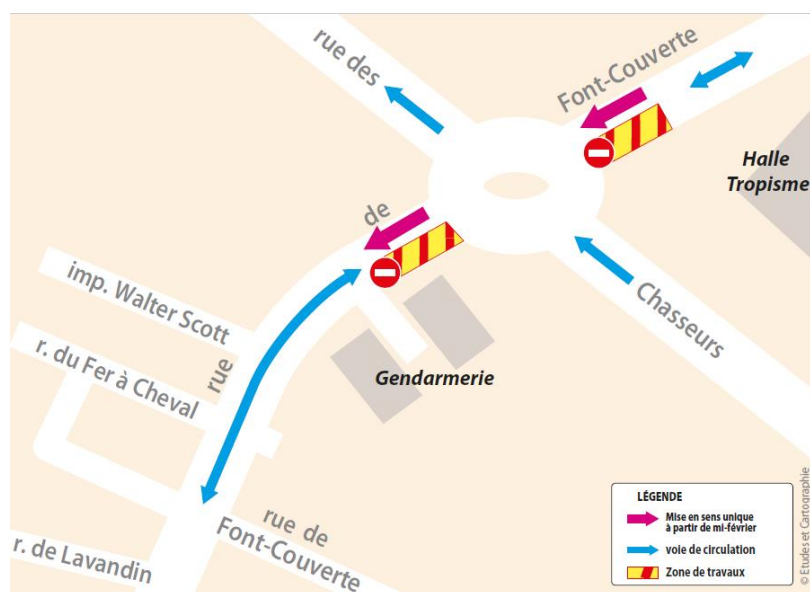 rue des
Font-Couverte
Halle
Tropisme
de
imp. Walter Scott
rue
Chasseurs
r. du Fer à Cheval
Gendarmerie
rue de
Font-Couverte
r. de Lavandin
LÉGENDE
Mise en sens unique
à partir de mi-février
voie de circulation
Zone de travaux
© Etudes et Cartographie